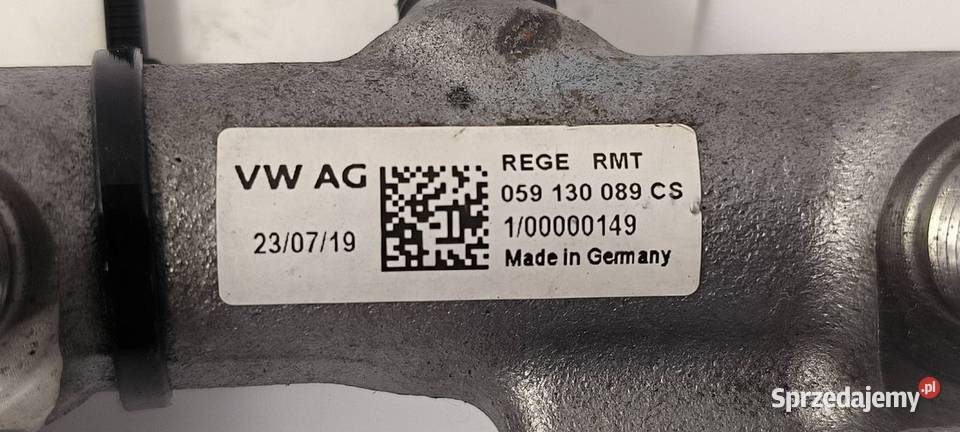 VW AG
23/07/19
REGE RMT
059 130 089 CS
1/00000149
Made in Germany
Sprzedajemy.pl